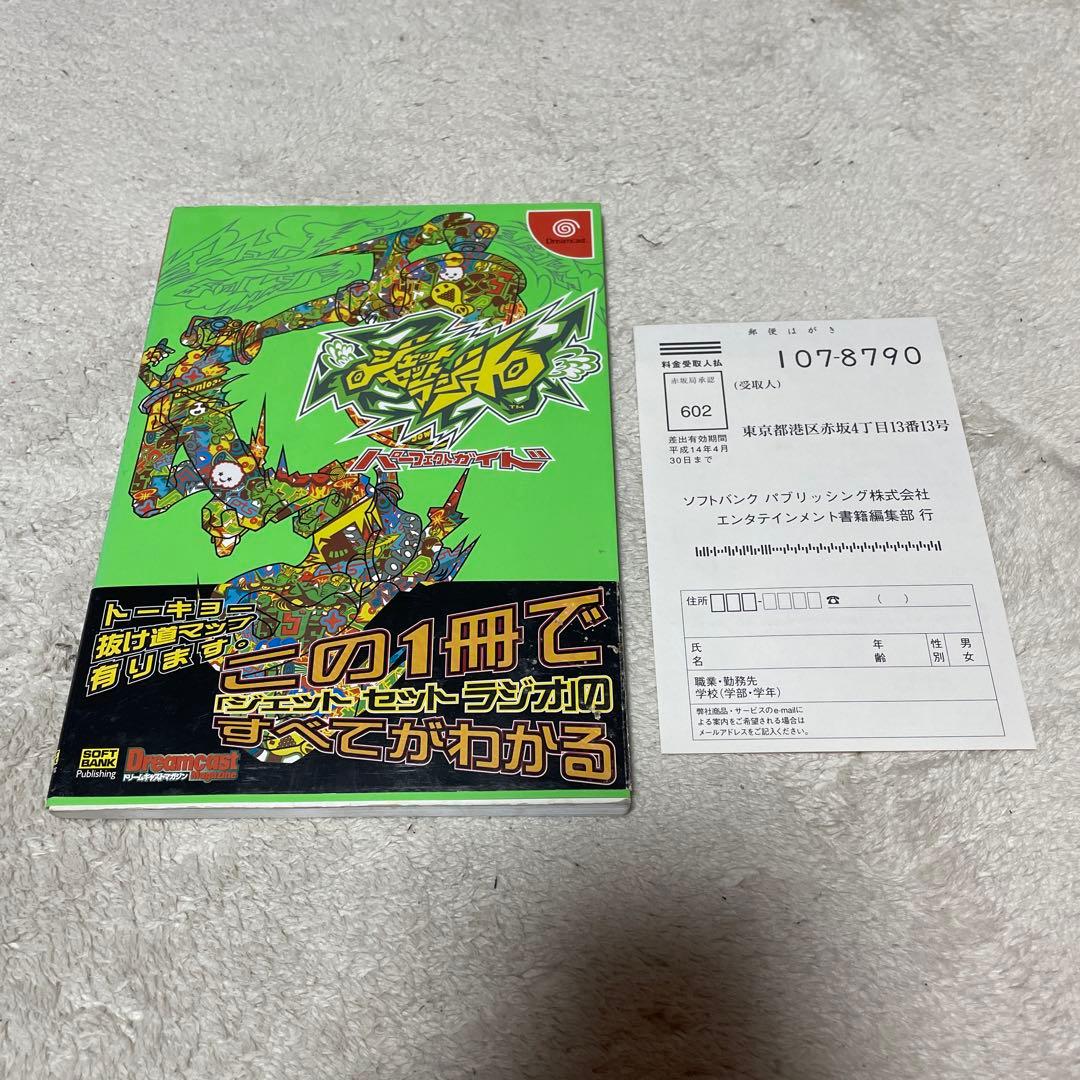 Dreamcast
ジェット
セット
ラジオ
TM
パーフェクトガイド
トーキョー
抜け道マップ
有ります。
この1冊で
「ジェット セット ラジオ」の
すべてがわかる
SOFT
BANK
Publishing
Dreamcast
Magazine
ドリームキャストマガジン
郵便はがき
料金受取人払
赤坂局承認
602
差出有効期間
平成14年4月
30日まで
107-8790
(受取人)
東京都港区赤坂4丁目13番13号
ソフトバンク パブリッシング株式会社
エンタテインメント書籍編集部 行
住所 - ☎ ( )
氏名
年齢
性別
男
女
職業・勤務先
学校(学部・学年)
弊社商品・サービスのe-mailに
よる案内をご希望される場合は
メールアドレスをご記入ください。